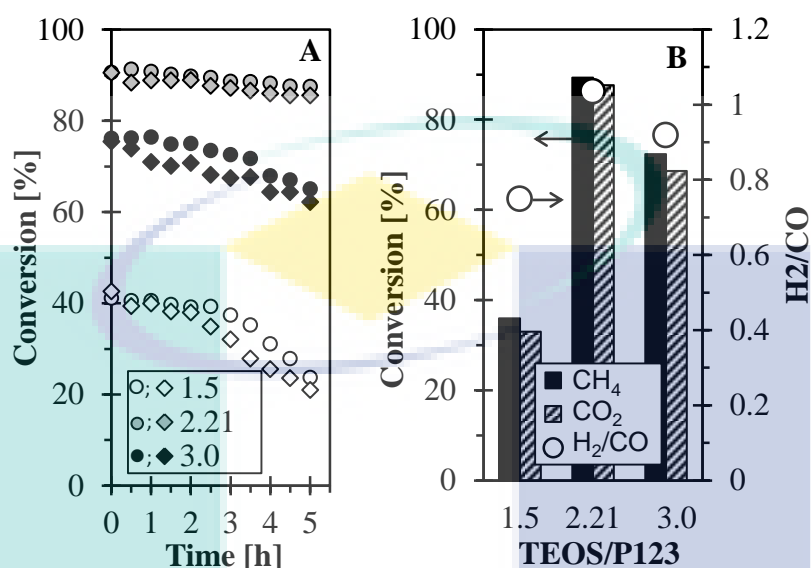 A
100
80
60
40
20
0
Conversion [%]
0 1 2 3 4 5
Time [h]
○; ◇ 1.5
○; ◇ 2.21
●; ◆ 3.0
B
100
80
60
40
20
0
Conversion [%]
1.2
1
0.8
0.6
0.4
0.2
0
H2/CO
CH₄
CO₂
H₂/CO
1.5 2.21 3.0
TEOS/P123